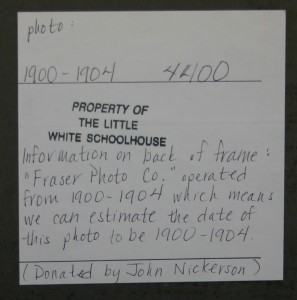 photo:
1900-1904 4400
PROPERTY OF
THE LITTLE
WHITE SCHOOLHOUSE
Information on back of frame:
"Fraser Photo Co." operated
from 1900-1904 which means
we can estimate the date of
this photo to be 1900-1904.
(Donated by John Nickerson)